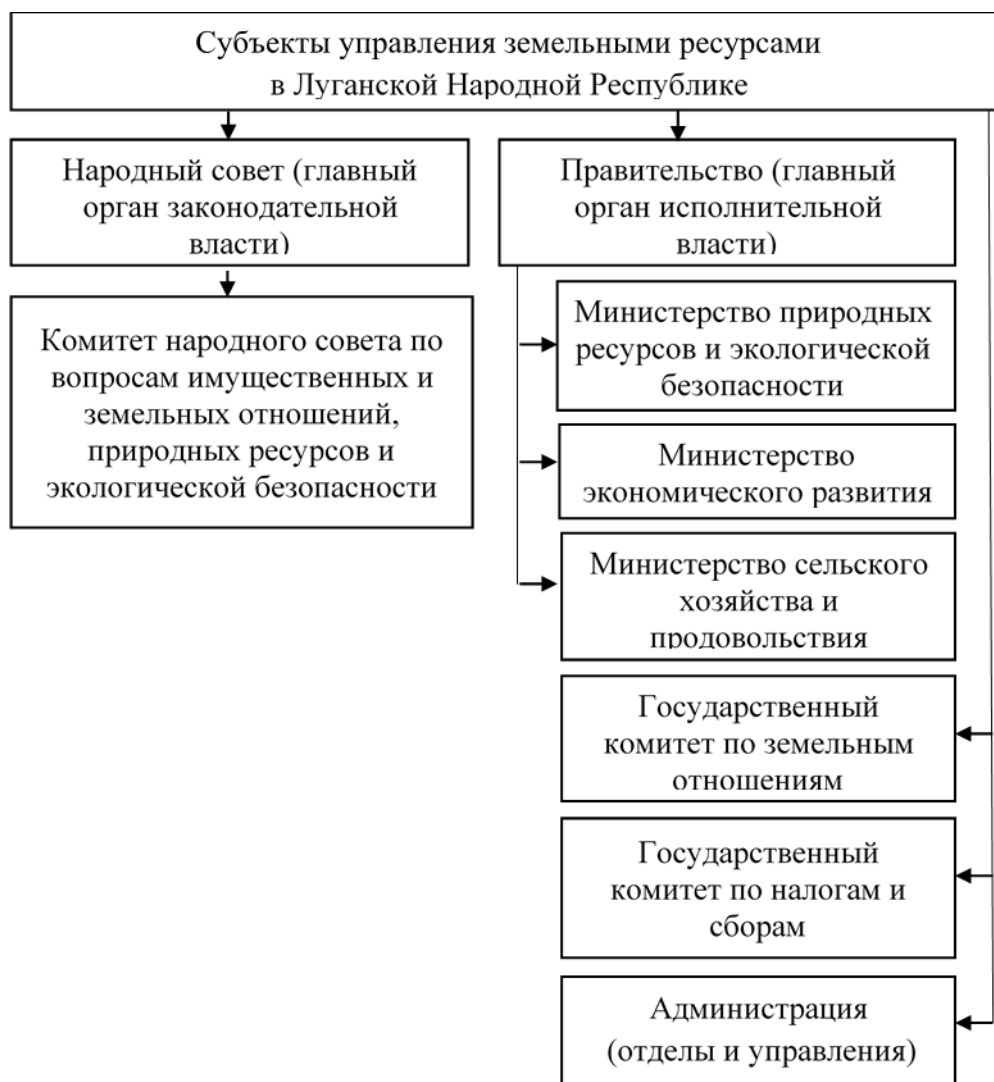 Субъекты управления земельными ресурсами
в Луганской Народной Республике
Народный совет (главный
орган законодательной
власти)
Правительство (главный
орган исполнительной
власти)
Комитет народного совета по
вопросам имущественных и
земельных отношений,
природных ресурсов и
экологической безопасности
Министерство природных
ресурсов и экологической
безопасности
Министерство
экономического развития
Министерство сельского
хозяйства и
продовольствия
Государственный
комитет по земельным
отношениям
Государственный
комитет по налогам и
сборам
Администрация
(отделы и управления)